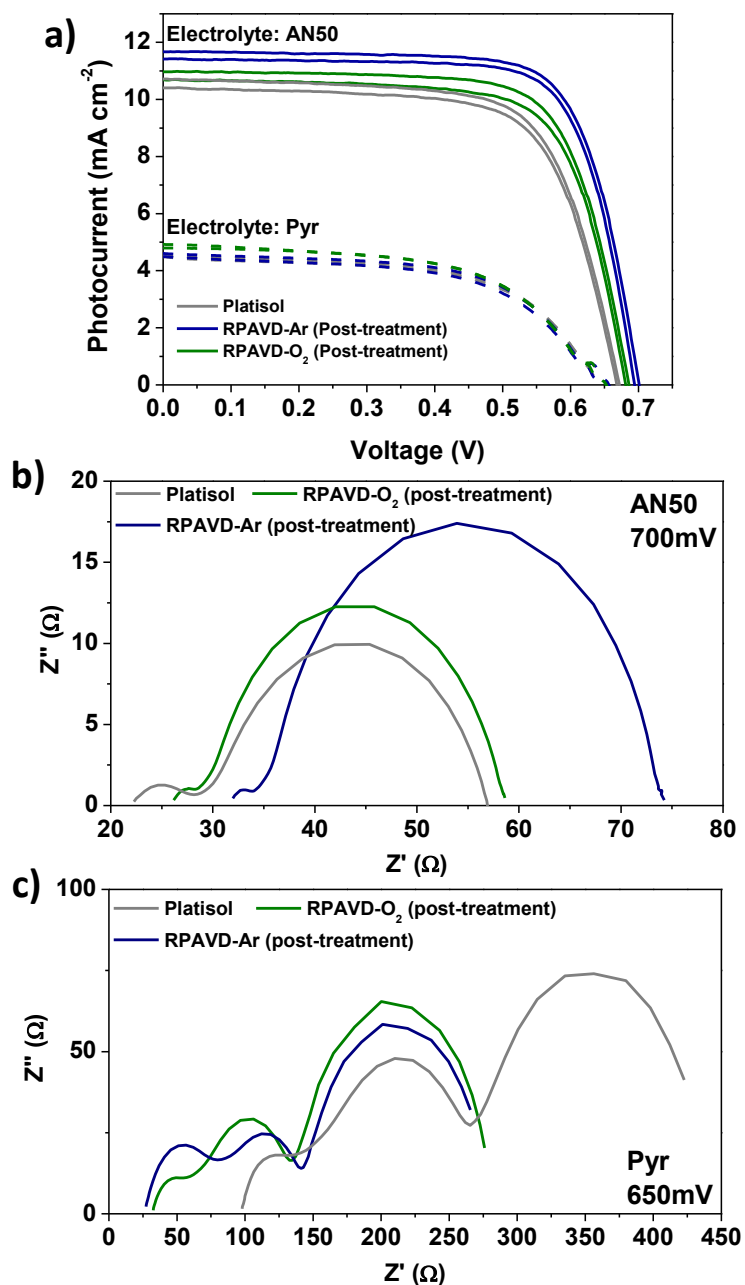 a)
Electrolyte: AN50
Electrolyte: Pyr
Platisol
RPAVD-Ar (Post-treatment)
RPAVD-O₂ (Post-treatment)
12
10
8
6
4
2
0
Photocurrent (mA cm⁻²)
0.0 0.1 0.2 0.3 0.4 0.5 0.6 0.7
Voltage (V)
b)
Platisol RPAVD-O₂ (post-treatment)
RPAVD-Ar (post-treatment)
AN50
700mV
20
15
10
5
0
Z'' (Ω)
20 30 40 50 60 70 80
Z' (Ω)
c)
Platisol RPAVD-O₂ (post-treatment)
RPAVD-Ar (post-treatment)
100
50
0
Z'' (Ω)
Pyr
650mV
0 50 100 150 200 250 300 350 400 450
Z' (Ω)